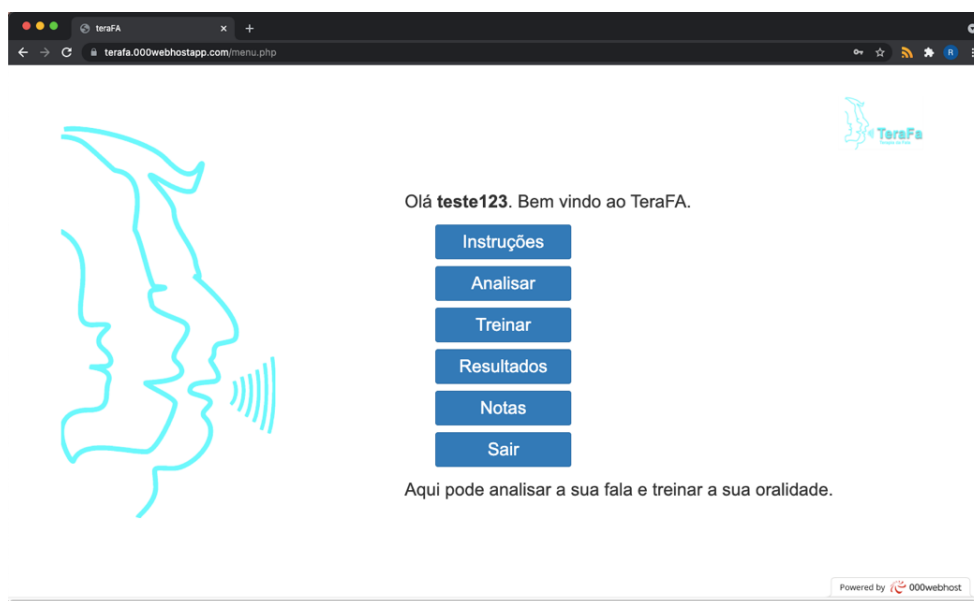 teraFA
terafa.000webhostapp.com/menu.php
R
TeraFa
Olá teste123. Bem vindo ao TeraFA.
Instruções
Analisar
Treinar
Resultados
Notas
Sair
Aqui pode analisar a sua fala e treinar a sua oralidade.
Powered by 000webhost